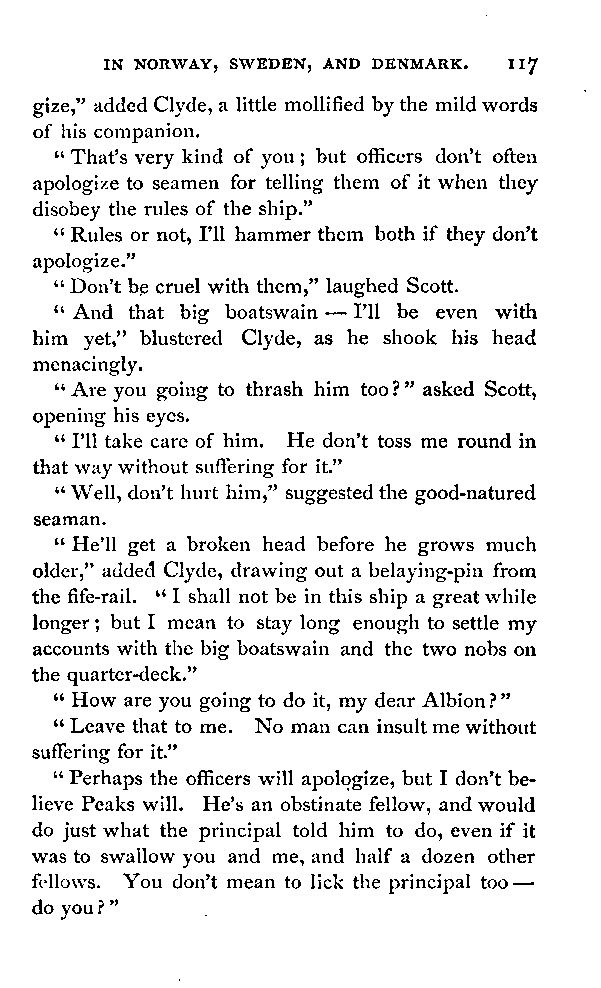 IN NORWAY, SWEDEN, AND DENMARK. 117
gize,” added Clyde, a little mollified by the mild words
of his companion.
“ That’s very kind of you ; but officers don’t often
apologize to seamen for telling them of it when they
disobey the rules of the ship.”
“ Rules or not, I’ll hammer them both if they don’t
apologize.”
“ Don’t be cruel with them,” laughed Scott.
“ And that big boatswain — I’ll be even with
him yet,” blustered Clyde, as he shook his head
menacingly.
“ Are you going to thrash him too ? ” asked Scott,
opening his eyes.
“ I’ll take care of him. He don’t toss me round in
that way without suffering for it.”
“ Well, don’t hurt him,” suggested the good-natured
seaman.
“ He’ll get a broken head before he grows much
older,” added Clyde, drawing out a belaying-pin from
the fife-rail. “ I shall not be in this ship a great while
longer ; but I mean to stay long enough to settle my
accounts with the big boatswain and the two nobs on
the quarter-deck.”
“ How are you going to do it, my dear Albion ? ”
“ Leave that to me. No man can insult me without
suffering for it.”
“ Perhaps the officers will apologize, but I don’t be-
lieve Peaks will. He’s an obstinate fellow, and would
do just what the principal told him to do, even if it
was to swallow you and me, and half a dozen other
fellows. You don’t mean to lick the principal too —
do you ? ”